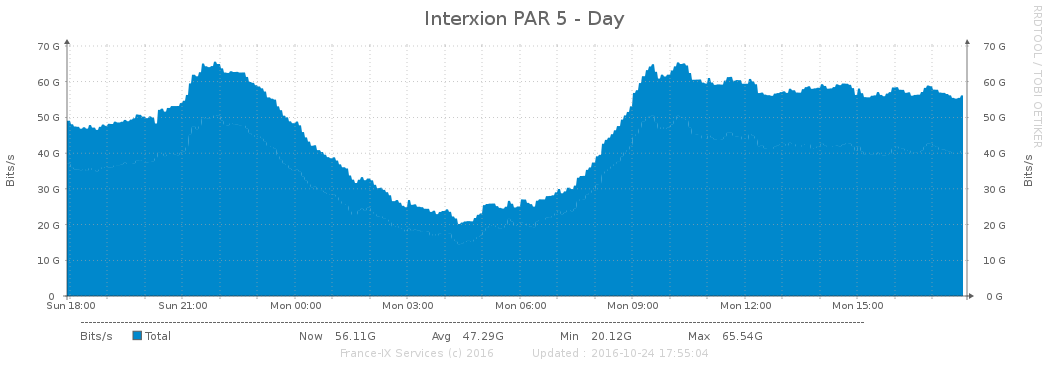 Interxion PAR 5 - Day
RRDTOOL / TOBI OETIKER
Bits/s
70 G
60 G
50 G
40 G
30 G
20 G
10 G
0
70 G
60 G
50 G
40 G
30 G
20 G
10 G
0 G
Bits/s
Sun 18:00 Sun 21:00 Mon 00:00 Mon 03:00 Mon 06:00 Mon 09:00 Mon 12:00 Mon 15:00
Bits/s Total Now 56.11G Avg 47.29G Min 20.12G Max 65.54G
France-IX Services (c) 2016 Updated : 2016-10-24 17:55:04